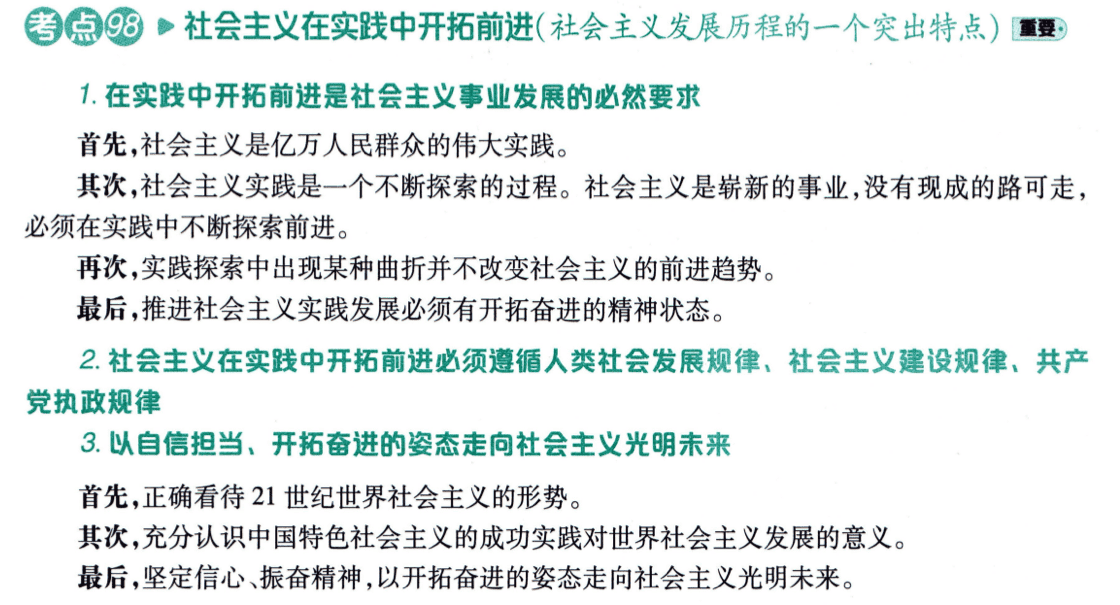 考点98 ▶ 社会主义在实践中开拓前进(社会主义发展历程的一个突出特点) 重要
1. 在实践中开拓前进是社会主义事业发展的必然要求
首先,社会主义是亿万人民群众的伟大实践。
其次,社会主义实践是一个不断探索的过程。社会主义是崭新的事业,没有现成的路可走,
必须在实践中不断探索前进。
再次,实践探索中出现某种曲折并不改变社会主义的前进趋势。
最后,推进社会主义实践发展必须有开拓奋进的精神状态。
2. 社会主义在实践中开拓前进必须遵循人类社会发展规律、社会主义建设规律、共产
党执政规律
3. 以自信担当、开拓奋进的姿态走向社会主义光明未来
首先,正确看待 21 世纪世界社会主义的形势。
其次,充分认识中国特色社会主义的成功实践对世界社会主义发展的意义。
最后,坚定信心、振奋精神,以开拓奋进的姿态走向社会主义光明未来。